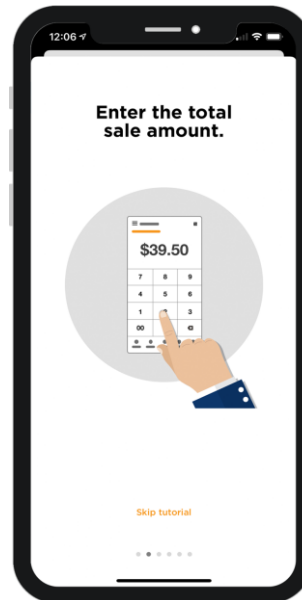 12:06
Enter the total
sale amount.
$39.50
7 8 9
4 5 6
1 3
00
Skip tutorial